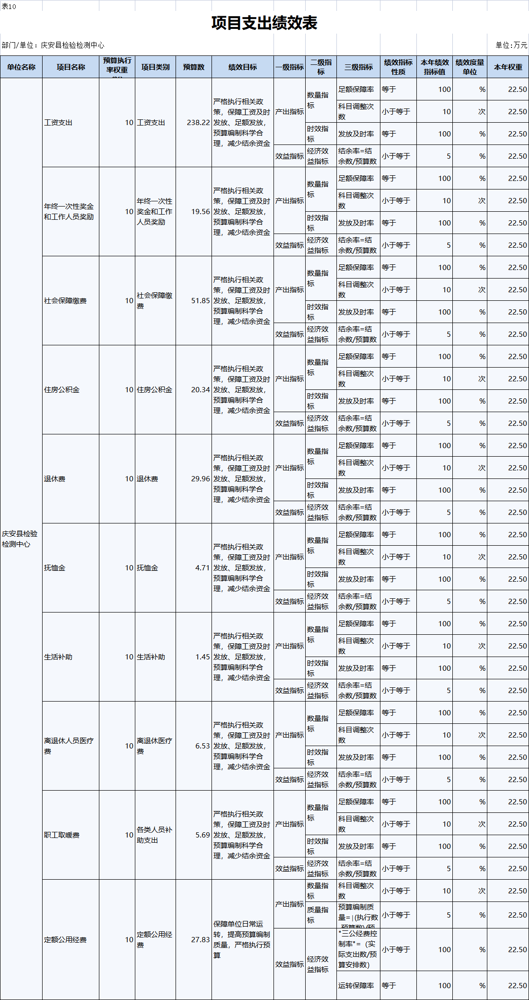 表10
项目支出绩效表
部门/单位：庆安县检验检测中心 单位:万元
单位名称 项目名称 预算执行率权重 项目类别 预算数 绩效目标 一级指标 二级指标 三级指标 绩效指标性质 本年绩效指标值 绩效度量单位 本年权重
庆安县检验检测中心
工资支出 10 工资支出 238.22 严格执行相关政策，保障工资及时发放、足额发放，预算编制科学合理，减少结余资金
产出指标 数量指标 足额保障率 等于 100 % 22.50
科目调整次数 小于等于 10 次 22.50
时效指标 发放及时率 等于 100 % 22.50
效益指标 经济效益指标 结余率=结余数/预算数 小于等于 5 % 22.50
年终一次性奖金和工作人员奖励 10 年终一次性奖金和工作人员奖励 19.56 严格执行相关政策，保障工资及时发放、足额发放，预算编制科学合理，减少结余资金
产出指标 数量指标 足额保障率 等于 100 % 22.50
科目调整次数 小于等于 10 次 22.50
时效指标 发放及时率 等于 100 % 22.50
效益指标 经济效益指标 结余率=结余数/预算数 小于等于 5 % 22.50
社会保障缴费 10 社会保障缴费 51.85 严格执行相关政策，保障工资及时发放、足额发放，预算编制科学合理，减少结余资金
产出指标 数量指标 足额保障率 等于 100 % 22.50
科目调整次数 小于等于 10 次 22.50
时效指标 发放及时率 等于 100 % 22.50
效益指标 经济效益指标 结余率=结余数/预算数 小于等于 5 % 22.50
住房公积金 10 住房公积金 20.34 严格执行相关政策，保障工资及时发放、足额发放，预算编制科学合理，减少结余资金
产出指标 数量指标 足额保障率 等于 100 % 22.50
科目调整次数 小于等于 10 次 22.50
时效指标 发放及时率 等于 100 % 22.50
效益指标 经济效益指标 结余率=结余数/预算数 小于等于 5 % 22.50
退休费 10 退休费 29.96 严格执行相关政策，保障工资及时发放、足额发放，预算编制科学合理，减少结余资金
产出指标 数量指标 足额保障率 等于 100 % 22.50
科目调整次数 小于等于 10 次 22.50
时效指标 发放及时率 等于 100 % 22.50
效益指标 经济效益指标 结余率=结余数/预算数 小于等于 5 % 22.50
抚恤金 10 抚恤金 4.71 严格执行相关政策，保障工资及时发放、足额发放，预算编制科学合理，减少结余资金
产出指标 数量指标 足额保障率 等于 100 % 22.50
科目调整次数 小于等于 10 次 22.50
时效指标 发放及时率 等于 100 % 22.50
效益指标 经济效益指标 结余率=结余数/预算数 小于等于 5 % 22.50
生活补助 10 生活补助 1.45 严格执行相关政策，保障工资及时发放、足额发放，预算编制科学合理，减少结余资金
产出指标 数量指标 足额保障率 等于 100 % 22.50
科目调整次数 小于等于 10 次 22.50
时效指标 发放及时率 等于 100 % 22.50
效益指标 经济效益指标 结余率=结余数/预算数 小于等于 5 % 22.50
离退休人员医疗费 10 离退休医疗费 6.53 严格执行相关政策，保障工资及时发放、足额发放，预算编制科学合理，减少结余资金
产出指标 数量指标 足额保障率 等于 100 % 22.50
科目调整次数 小于等于 10 次 22.50
时效指标 发放及时率 等于 100 % 22.50
效益指标 经济效益指标 结余率=结余数/预算数 小于等于 5 % 22.50
职工取暖费 10 各类人员补助支出 5.69 严格执行相关政策，保障工资及时发放、足额发放，预算编制科学合理，减少结余资金
产出指标 数量指标 足额保障率 等于 100 % 22.50
科目调整次数 小于等于 10 次 22.50
时效指标 发放及时率 等于 100 % 22.50
效益指标 经济效益指标 结余率=结余数/预算数 小于等于 5 % 22.50
定额公用经费 10 定额公用经费 27.83 保障单位日常运转，提高预算编制质量，严格执行预算
产出指标 数量指标 科目调整次数 小于等于 10 次 22.50
质量指标 预算编制质量=|(执行数 小于等于 5 % 22.50
效益指标 经济效益指标 "三公经费控制率"=（实际支出数/预算安排数） 小于等于 100 % 22.50
运转保障率 等于 100 % 22.50